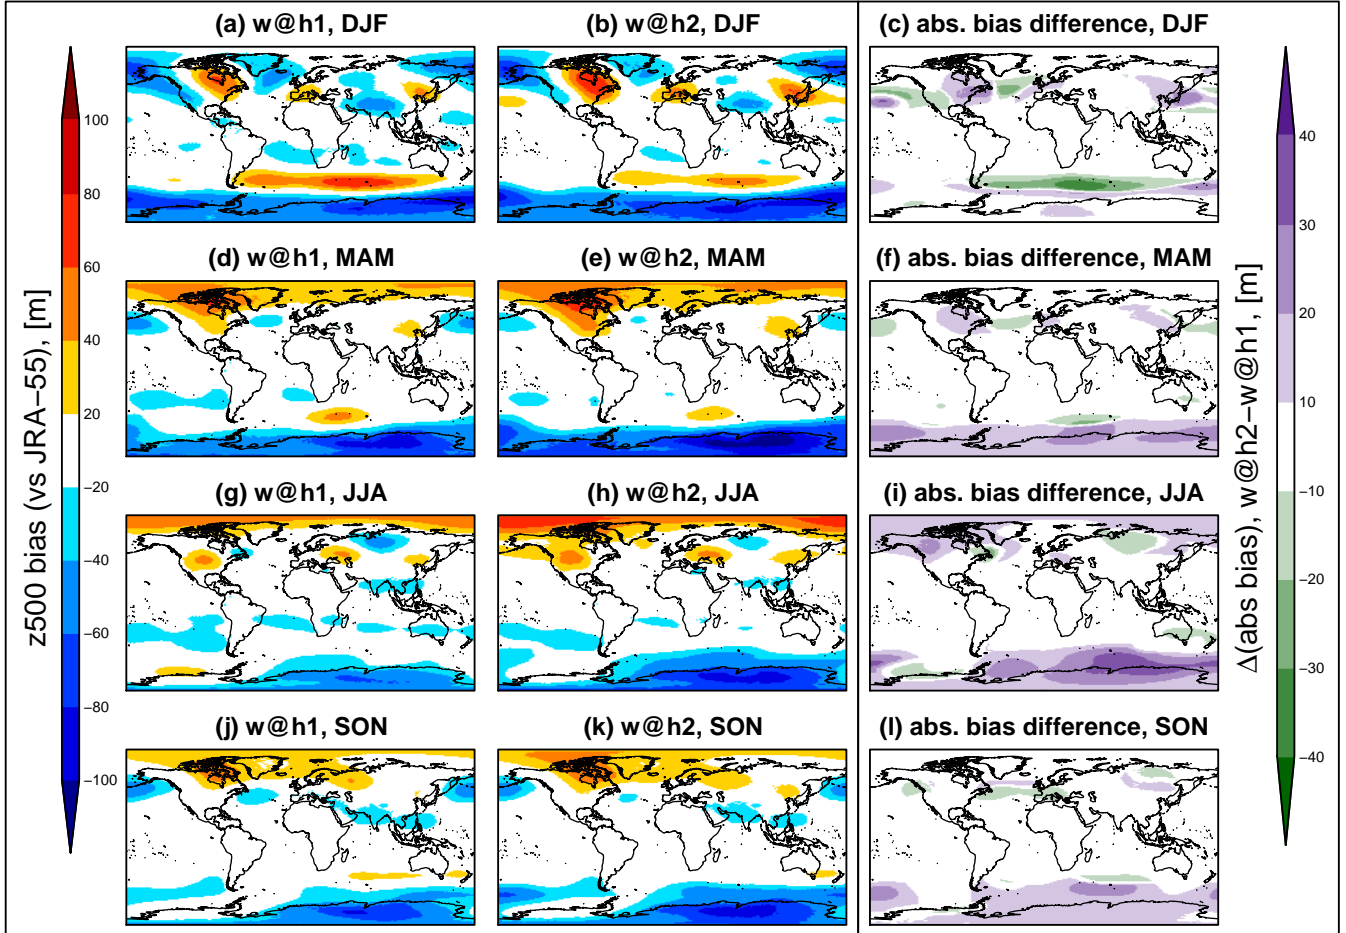 (a) w@h1, DJF
(b) w@h2, DJF
(c) abs. bias difference, DJF
(d) w@h1, MAM
(e) w@h2, MAM
(f) abs. bias difference, MAM
(g) w@h1, JJA
(h) w@h2, JJA
(i) abs. bias difference, JJA
(j) w@h1, SON
(k) w@h2, SON
(l) abs. bias difference, SON
z500 bias (vs JRA–55), [m]
100
80
60
40
20
−20
−40
−60
−80
−100
Δ(abs bias), w@h2–w@h1, [m]
40
30
20
10
−10
−20
−30
−40